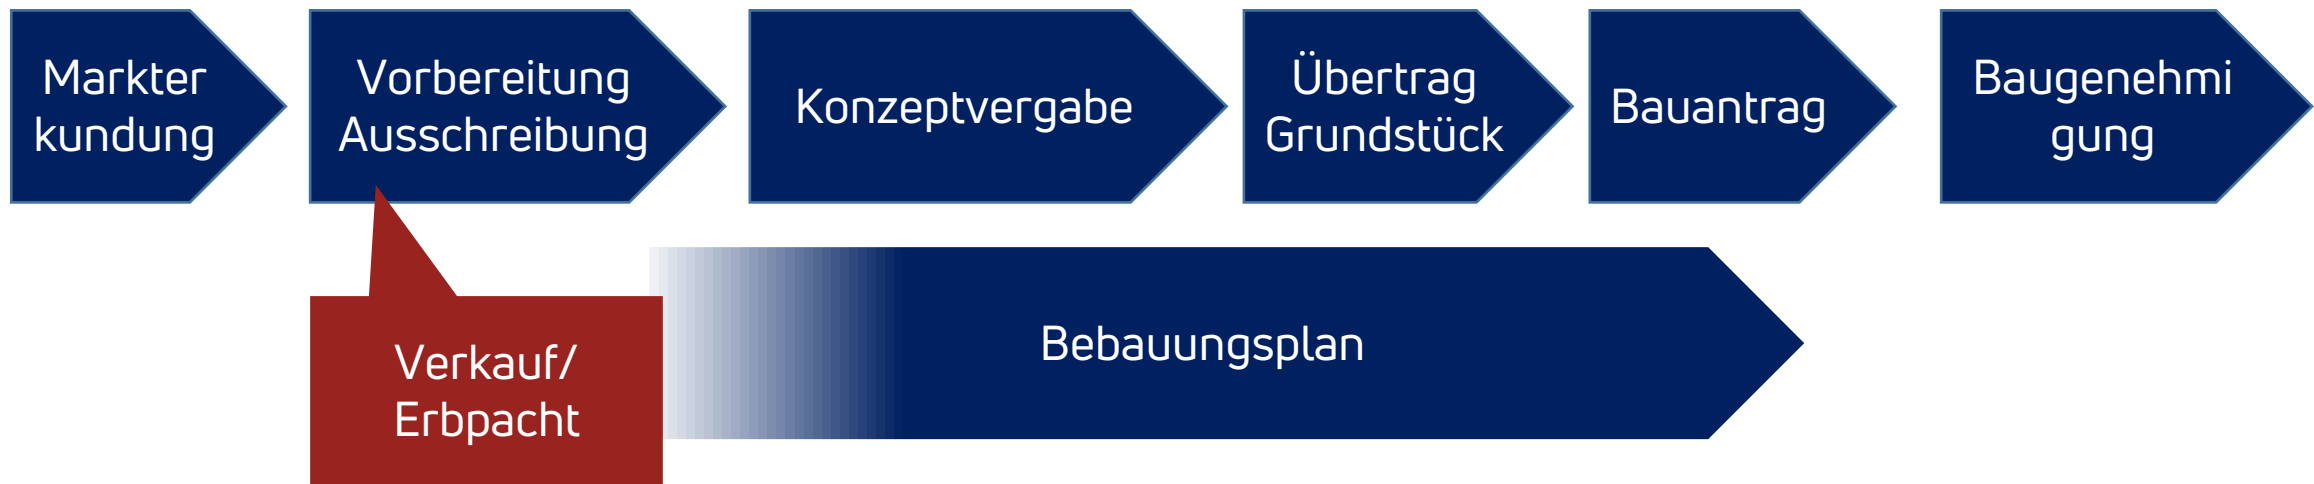 Markter
kundung
Vorbereitung
Ausschreibung
Konzeptvergabe
Übertrag
Grundstück
Bauantrag
Baugenehmi
gung
Verkauf/
Erbpacht
Bebauungsplan